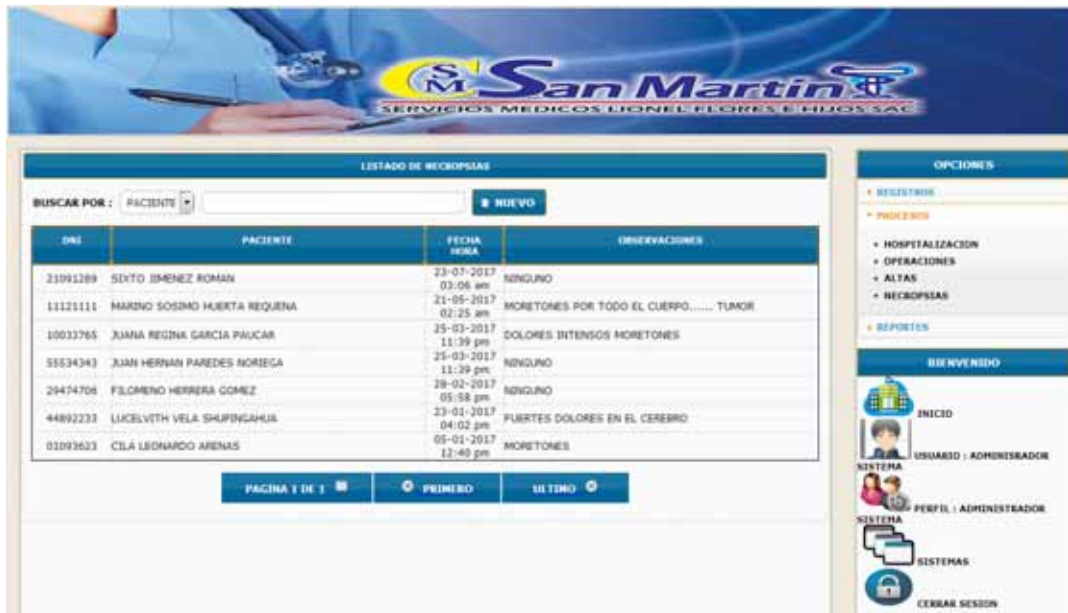 SM San Martin
SERVICIOS MEDICOS LIONEL FLORES E HIJOS SAC
LISTADO DE NECROPSIAS
BUSCAR POR : PACIENTE NUEVO
DNI PACIENTE FECHA HORA OBSERVACIONES
21091289 SIXTO JIMENEZ ROMAN 23-07-2017 03:06 am NINGUNO
11121111 MARINO SOSIMO HUERTA REQUENA 21-05-2017 02:25 am MORETONES POR TODO EL CUERPO...... TUMOR
10033765 JUANA REGINA GARCIA PAUCAR 25-03-2017 11:39 pm DOLORES INTENSOS MORETONES
55534343 JUAN HERNAN PAREDES NORIEGA 25-03-2017 11:39 pm NINGUNO
29474706 FILOMENO HERRERA GOMEZ 28-02-2017 05:58 pm NINGUNO
44892233 LUCELVITH VELA SHUPINGAHUA 23-01-2017 04:02 pm FUERTES DOLORES EN EL CEREBRO
01093623 CILA LEONARDO ARENAS 05-01-2017 12:40 pm MORETONES
PAGINA 1 DE 1 PRIMERO ULTIMO
OPCIONES
REGISTROS
PROCESOS
HOSPITALIZACION
OPERACIONES
ALTAS
NECROPSIAS
REPORTES
BIENVENIDO
INICIO
USUARIO : ADMINISRADOR
SISTEMA
PERFIL : ADMINISTRADOR
SISTEMA
SISTEMAS
CERRAR SESION